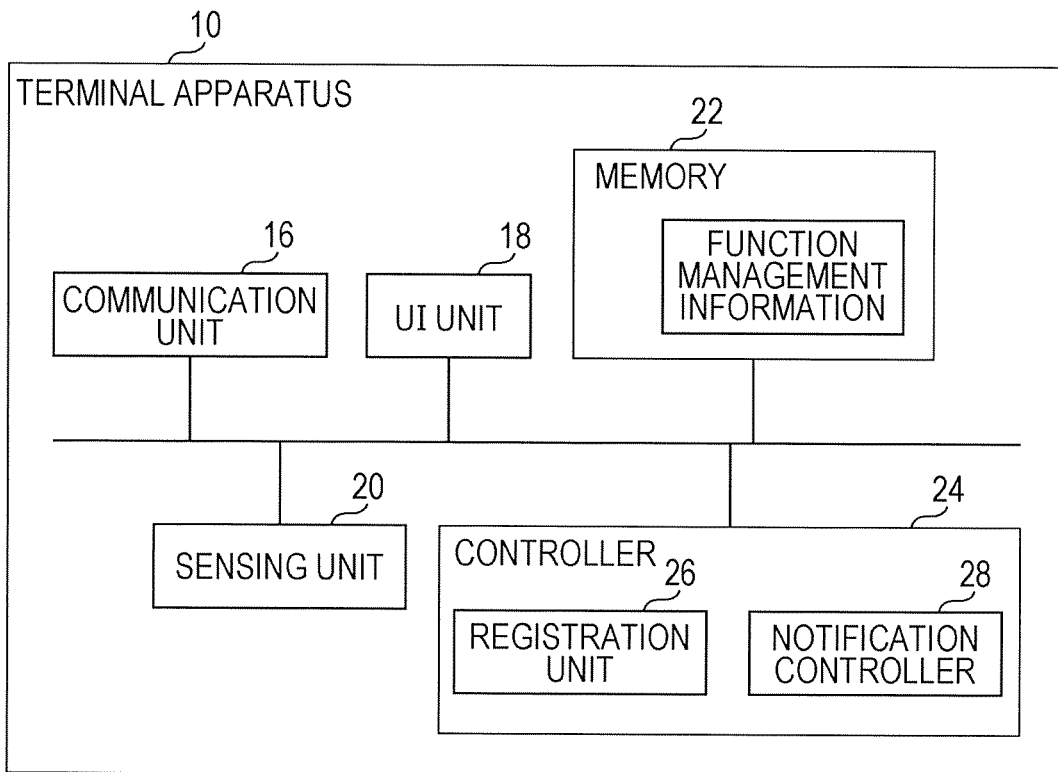 10
TERMINAL APPARATUS
22
MEMORY
FUNCTION
MANAGEMENT
INFORMATION
16
COMMUNICATION
UNIT
18
UI UNIT
20
SENSING UNIT
24
CONTROLLER
26
REGISTRATION
UNIT
28
NOTIFICATION
CONTROLLER